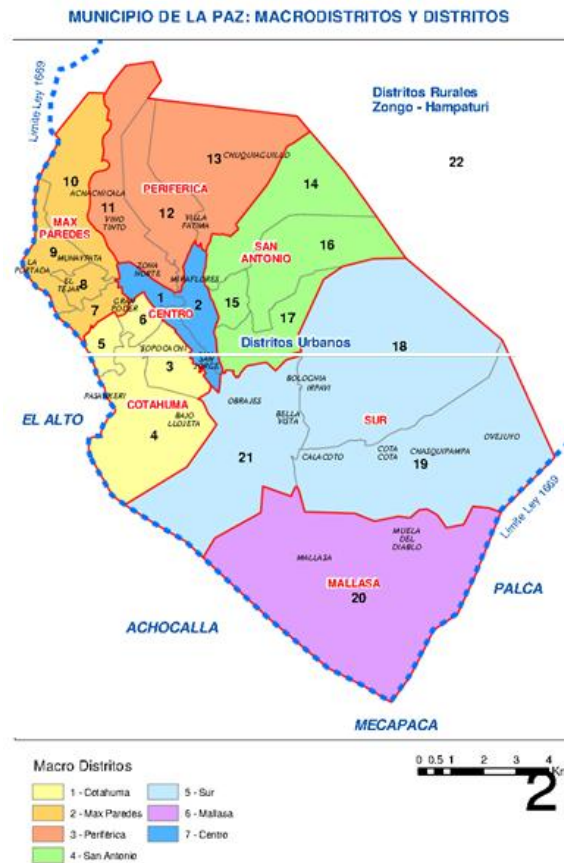 MUNICIPIO DE LA PAZ: MACRODISTRITOS Y DISTRITOS
Límite Ley 1669
Distritos Rurales
Zongo - Hampaturi
22
13
CHUQUIAGUILLO
10
ACHACHICALA
14
PERIFERICA
11
VINO
TINTO
12
VILLA
FATIMA
MAX
PAREDES
SAN
ANTONIO
16
9
LA
PORTADA
MUNAYPATA
ZONA
NORTE
MIRAFLORES
EL
TEJAR
8
7
GRAN
PODER
1
CENTRO
2
15
17
6
5
SOPOCACHI
3
SAN
JORGE
Distritos Urbanos
18
PASANKERI
COTAHUMA
BAJO
LLOJETA
4
EL ALTO
OBRAJES
BOLOGNIA
IRPAVI
BELLA
VISTA
SUR
OVEJUYO
21
CALACOTO
COTA
COTA
CHASQUIPAMPA
19
Límite Ley 1669
MALLASA
MUELA
DEL
DIABLO
MALLASA
20
PALCA
ACHOCALLA
MECAPACA
Macro Distritos
1 - Cotahuma
2 - Max Paredes
3 - Periférica
4 - San Antonio
5 - Sur
6 - Mallasa
7 - Centro
0 0.5 1 2 3 4
2